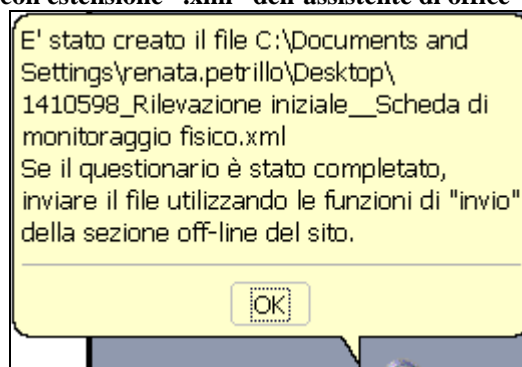 con estensione ".xml" dell'assistente di office
E' stato creato il file C:\Documents and
Settings\renata.petrillo\Desktop\
1410598_Rilevazione iniziale__Scheda di
monitoraggio fisico.xml
Se il questionario è stato completato,
inviare il file utilizzando le funzioni di "invio"
della sezione off-line del sito.
OK